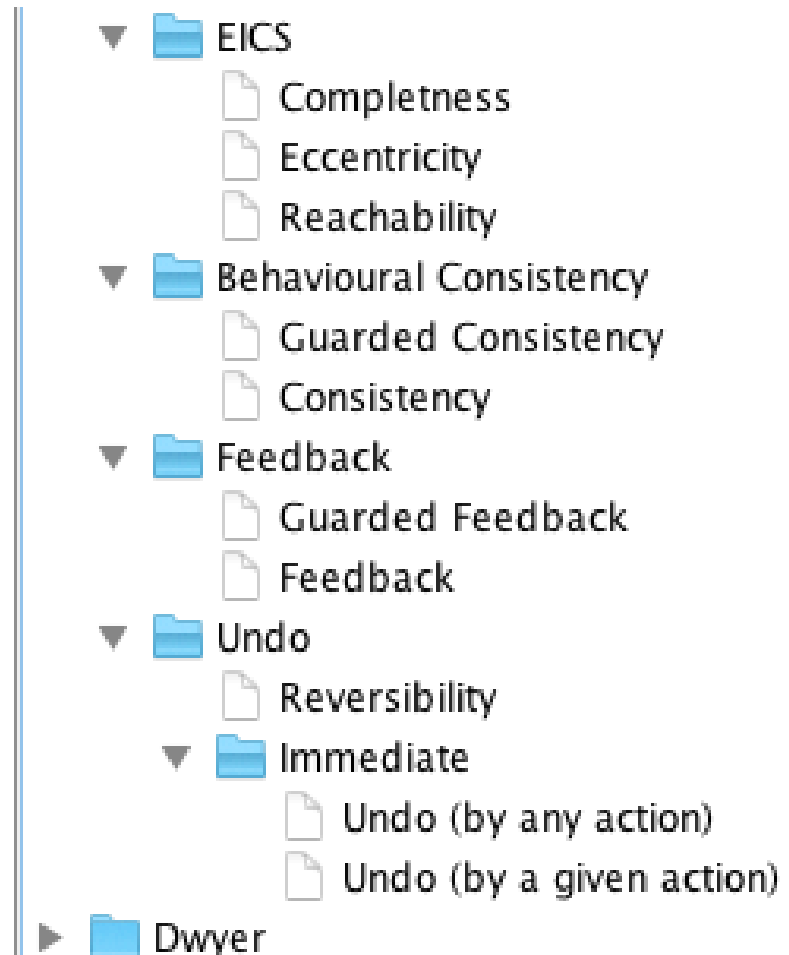 EICS
Completness
Eccentricity
Reachability
Behavioural Consistency
Guarded Consistency
Consistency
Feedback
Guarded Feedback
Feedback
Undo
Reversibility
Immediate
Undo (by any action)
Undo (by a given action)
Dwyer